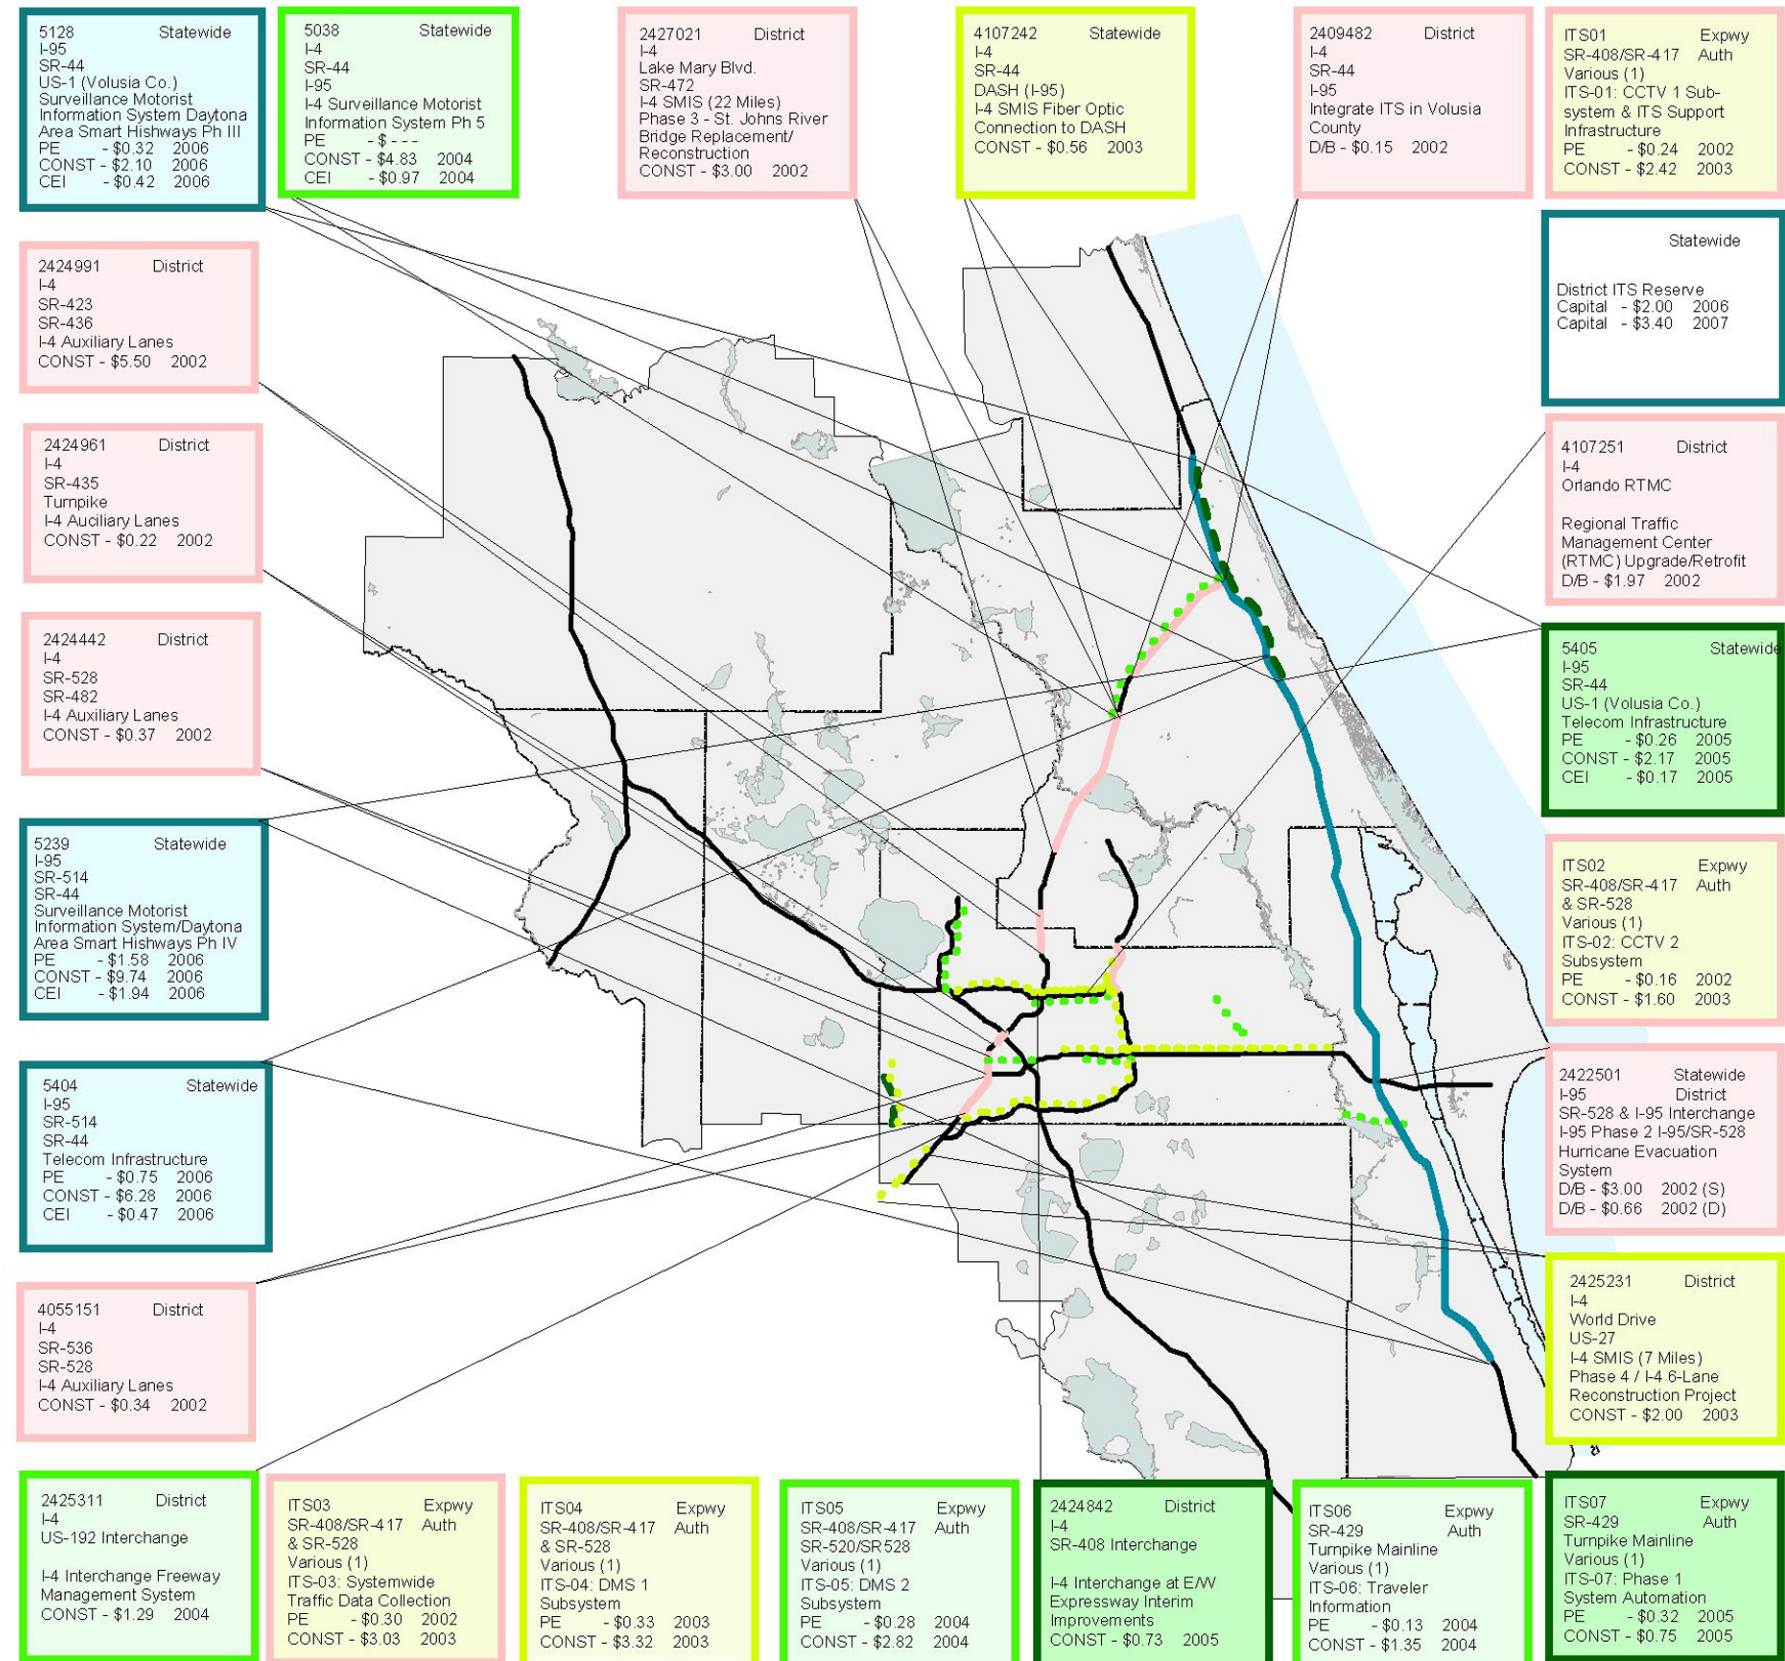 5128 Statewide
I-95
SR-44
US-1 (Volusia Co.)
Surveillance Motorist
Information System Daytona
Area Smart Hishways Ph III
PE - $0.32 2006
CONST - $2.10 2006
CEI - $0.42 2006
5038 Statewide
I-4
SR-44
I-95
I-4 Surveillance Motorist
Information System Ph 5
PE - $ - - -
CONST - $4.83 2004
CEI - $0.97 2004
2427021 District
I-4
Lake Mary Blvd.
SR-472
I-4 SMIS (22 Miles)
Phase 3 - St. Johns River
Bridge Replacement/
Reconstruction
CONST - $3.00 2002
4107242 Statewide
I-4
SR-44
DASH (I-95)
I-4 SMIS Fiber Optic
Connection to DASH
CONST - $0.56 2003
2409482 District
I-4
SR-44
I-95
Integrate ITS in Volusia
County
D/B - $0.15 2002
ITS01 Expwy
SR-408/SR-417 Auth
Various (1)
ITS-01: CCTV 1 Sub-
system & ITS Support
Infrastructure
PE - $0.24 2002
CONST - $2.42 2003
Statewide
District ITS Reserve
Capital - $2.00 2006
Capital - $3.40 2007
2424991 District
I-4
SR-423
SR-436
I-4 Auxiliary Lanes
CONST - $5.50 2002
2424961 District
I-4
SR-435
Turnpike
I-4 Auciliary Lanes
CONST - $0.22 2002
4107251 District
I-4
Orlando RTMC
Regional Traffic
Management Center
(RTMC) Upgrade/Retrofit
D/B - $1.97 2002
2424442 District
I-4
SR-528
SR-482
I-4 Auxiliary Lanes
CONST - $0.37 2002
5405 Statewide
I-95
SR-44
US-1 (Volusia Co.)
Telecom Infrastructure
PE - $0.26 2005
CONST - $2.17 2005
CEI - $0.17 2005
5239 Statewide
I-95
SR-514
SR-44
Surveillance Motorist
Information System/Daytona
Area Smart Hishways Ph IV
PE - $1.58 2006
CONST - $9.74 2006
CEI - $1.94 2006
ITS02 Expwy
SR-408/SR-417 Auth
& SR-528
Various (1)
ITS-02: CCTV 2
Subsystem
PE - $0.16 2002
CONST - $1.60 2003
5404 Statewide
I-95
SR-514
SR-44
Telecom Infrastructure
PE - $0.75 2006
CONST - $6.28 2006
CEI - $0.47 2006
2422501 Statewide
I-95 District
SR-528 & I-95 Interchange
I-95 Phase 2 I-95/SR-528
Hurricane Evacuation
System
D/B - $3.00 2002 (S)
D/B - $0.66 2002 (D)
4055151 District
I-4
SR-536
SR-528
I-4 Auxiliary Lanes
CONST - $0.34 2002
2425231 District
I-4
World Drive
US-27
I-4 SMIS (7 Miles)
Phase 4 / I-4 6-Lane
Reconstruction Project
CONST - $2.00 2003
2425311 District
I-4
US-192 Interchange
I-4 Interchange Freeway
Management System
CONST - $1.29 2004
ITS03 Expwy
SR-408/SR-417 Auth
& SR-528
Various (1)
ITS-03: Systemwide
Traffic Data Collection
PE - $0.30 2002
CONST - $3.03 2003
ITS04 Expwy
SR-408/SR-417 Auth
& SR-528
Various (1)
ITS-04: DMS 1
Subsystem
PE - $0.33 2003
CONST - $3.32 2003
ITS05 Expwy
SR-408/SR-417 Auth
SR-520/SR528
Various (1)
ITS-05: DMS 2
Subsystem
PE - $0.28 2004
CONST - $2.82 2004
2424842 District
I-4
SR-408 Interchange
I-4 Interchange at E/W
Expressway Interim
Improvements
CONST - $0.73 2005
ITS06 Expwy
SR-429 Auth
Turnpike Mainline
Various (1)
ITS-06: Traveler
Information
PE - $0.13 2004
CONST - $1.35 2004
ITS07 Expwy
SR-429 Auth
Turnpike Mainline
Various (1)
ITS-07: Phase 1
System Automation
PE - $0.32 2005
CONST - $0.75 2005